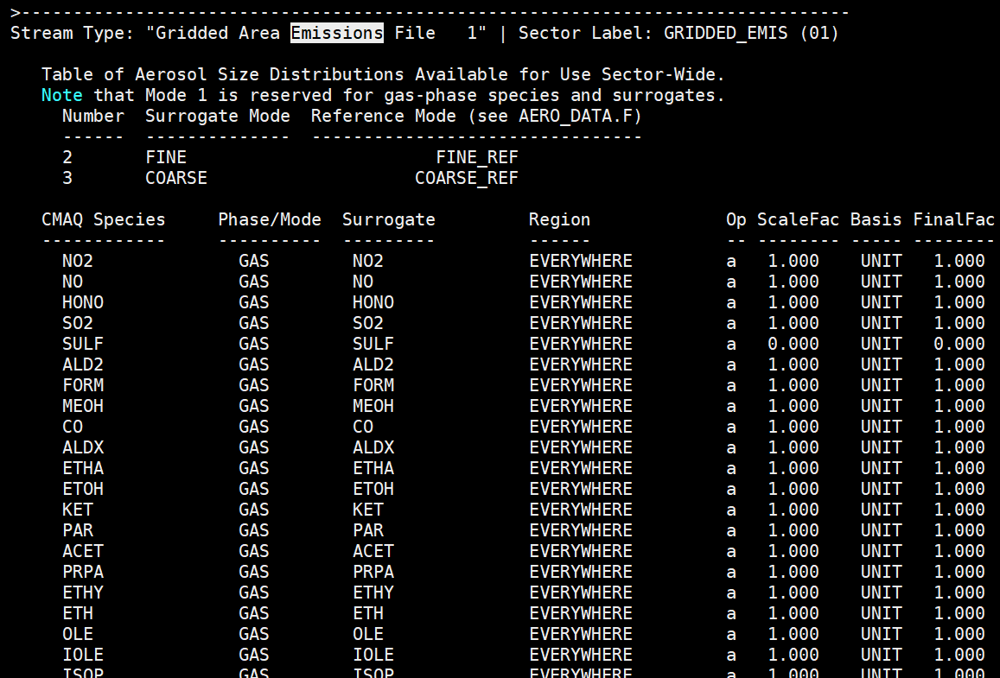 >--------------------------------------------------------------------------------
Stream Type: "Gridded Area Emissions File   1" | Sector Label: GRIDDED_EMIS (01)
Table of Aerosol Size Distributions Available for Use Sector-Wide.
Note that Mode 1 is reserved for gas-phase species and surrogates.
Number  Surrogate Mode  Reference Mode (see AERO_DATA.F)
------  --------------  --------------------------------
2       FINE                        FINE_REF
3       COARSE                    COARSE_REF
CMAQ Species     Phase/Mode  Surrogate         Region             Op ScaleFac Basis FinalFac
------------     ----------  ---------         ------             -- -------- ----- --------
NO2              GAS        NO2              EVERYWHERE         a   1.000    UNIT   1.000
NO               GAS        NO               EVERYWHERE         a   1.000    UNIT   1.000
HONO             GAS        HONO             EVERYWHERE         a   1.000    UNIT   1.000
SO2              GAS        SO2              EVERYWHERE         a   1.000    UNIT   1.000
SULF             GAS        SULF             EVERYWHERE         a   0.000    UNIT   0.000
ALD2             GAS        ALD2             EVERYWHERE         a   1.000    UNIT   1.000
FORM             GAS        FORM             EVERYWHERE         a   1.000    UNIT   1.000
MEOH             GAS        MEOH             EVERYWHERE         a   1.000    UNIT   1.000
CO               GAS        CO               EVERYWHERE         a   1.000    UNIT   1.000
ALDX             GAS        ALDX             EVERYWHERE         a   1.000    UNIT   1.000
ETHA             GAS        ETHA             EVERYWHERE         a   1.000    UNIT   1.000
ETOH             GAS        ETOH             EVERYWHERE         a   1.000    UNIT   1.000
KET              GAS        KET              EVERYWHERE         a   1.000    UNIT   1.000
PAR              GAS        PAR              EVERYWHERE         a   1.000    UNIT   1.000
ACET             GAS        ACET             EVERYWHERE         a   1.000    UNIT   1.000
PRPA             GAS        PRPA             EVERYWHERE         a   1.000    UNIT   1.000
ETHY             GAS        ETHY             EVERYWHERE         a   1.000    UNIT   1.000
ETH              GAS        ETH              EVERYWHERE         a   1.000    UNIT   1.000
OLE              GAS        OLE              EVERYWHERE         a   1.000    UNIT   1.000
IOLE             GAS        IOLE             EVERYWHERE         a   1.000    UNIT   1.000
ISOP             GAS        ISOP             EVERYWHERE         a   1.000    UNIT   1.000